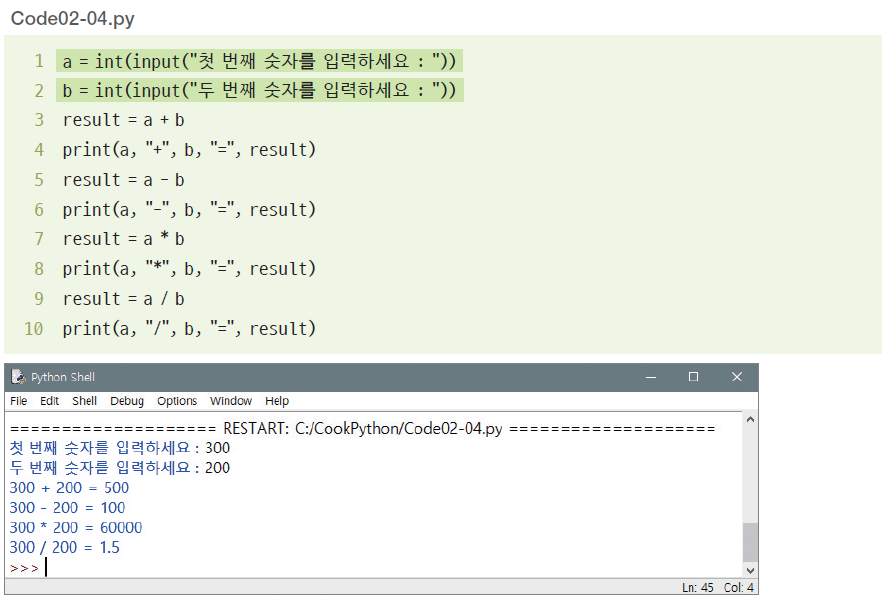 Code02-04.py
1 a = int(input("첫 번째 숫자를 입력하세요 : "))
2 b = int(input("두 번째 숫자를 입력하세요 : "))
3 result = a + b
4 print(a, "+", b, "=", result)
5 result = a - b
6 print(a, "-", b, "=", result)
7 result = a * b
8 print(a, "*", b, "=", result)
9 result = a / b
10 print(a, "/", b, "=", result)
Python Shell
File Edit Shell Debug Options Window Help
==================== RESTART: C:/CookPython/Code02-04.py ====================
첫 번째 숫자를 입력하세요 : 300
두 번째 숫자를 입력하세요 : 200
300 + 200 = 500
300 - 200 = 100
300 * 200 = 60000
300 / 200 = 1.5
>>>
Ln: 45 Col: 4